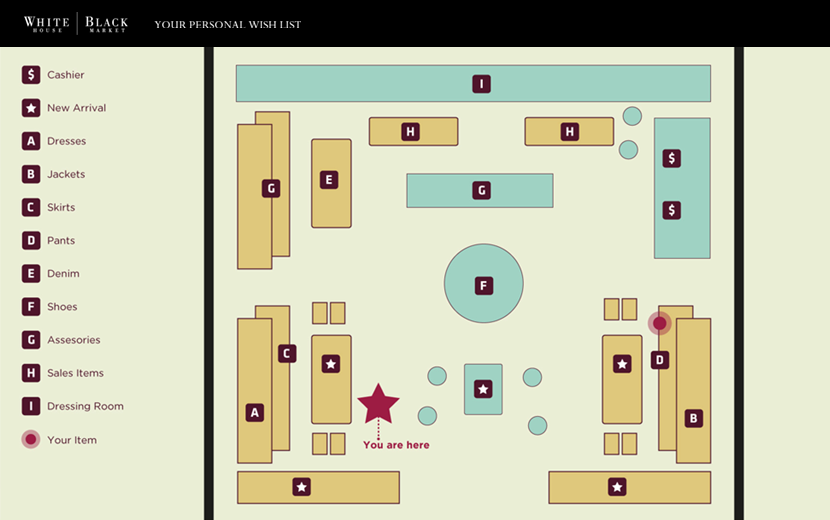 WHITE | BLACK
HOUSE MARKET
YOUR PERSONAL WISH LIST
$ Cashier
New Arrival
A Dresses
B Jackets
C Skirts
D Pants
E Denim
F Shoes
G Assesories
H Sales Items
I Dressing Room
Your Item
I
H
H
$
E
G
G
$
F
C
D
A
B
You are here